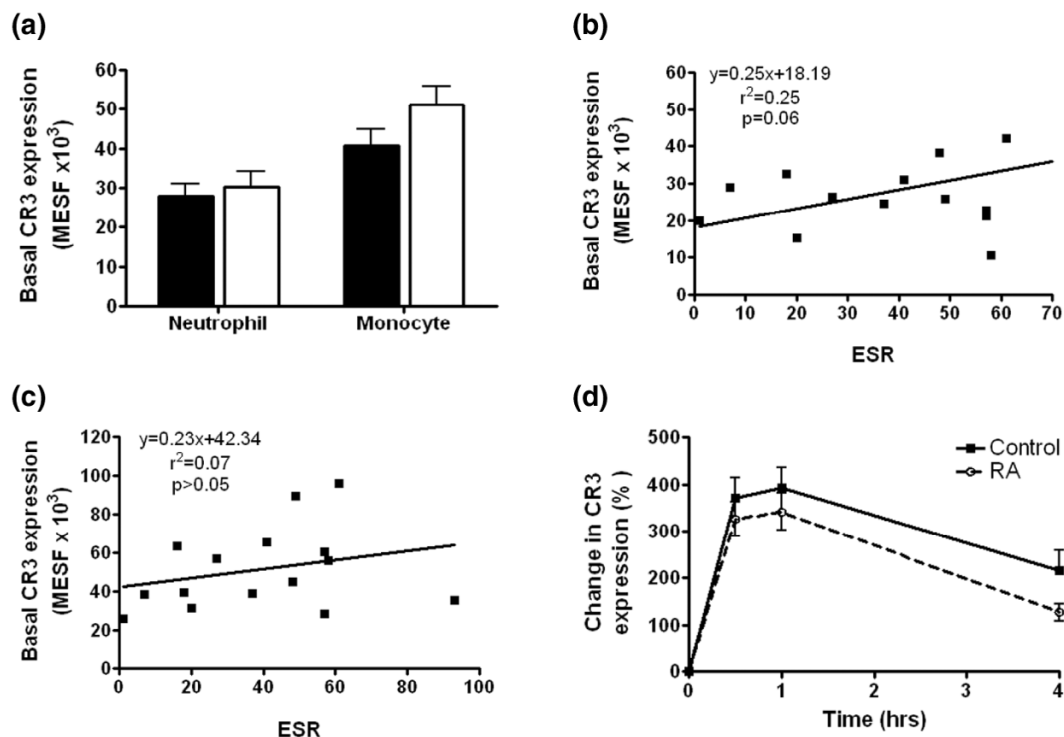 (a)
Basal CR3 expression
(MESF x10³)
60
50
40
30
20
10
0
Neutrophil
Monocyte
(b)
Basal CR3 expression
(MESF x 10³)
60
50
40
30
20
10
0
y=0.25x+18.19
r²=0.25
p=0.06
0 10 20 30 40 50 60 70
ESR
(c)
Basal CR3 expression
(MESF x 10³)
120
100
80
60
40
20
0
y=0.23x+42.34
r²=0.07
p>0.05
0 20 40 60 80 100
ESR
(d)
Change in CR3
expression (%)
500
400
300
200
100
0
Control
RA
0 1 2 3 4
Time (hrs)